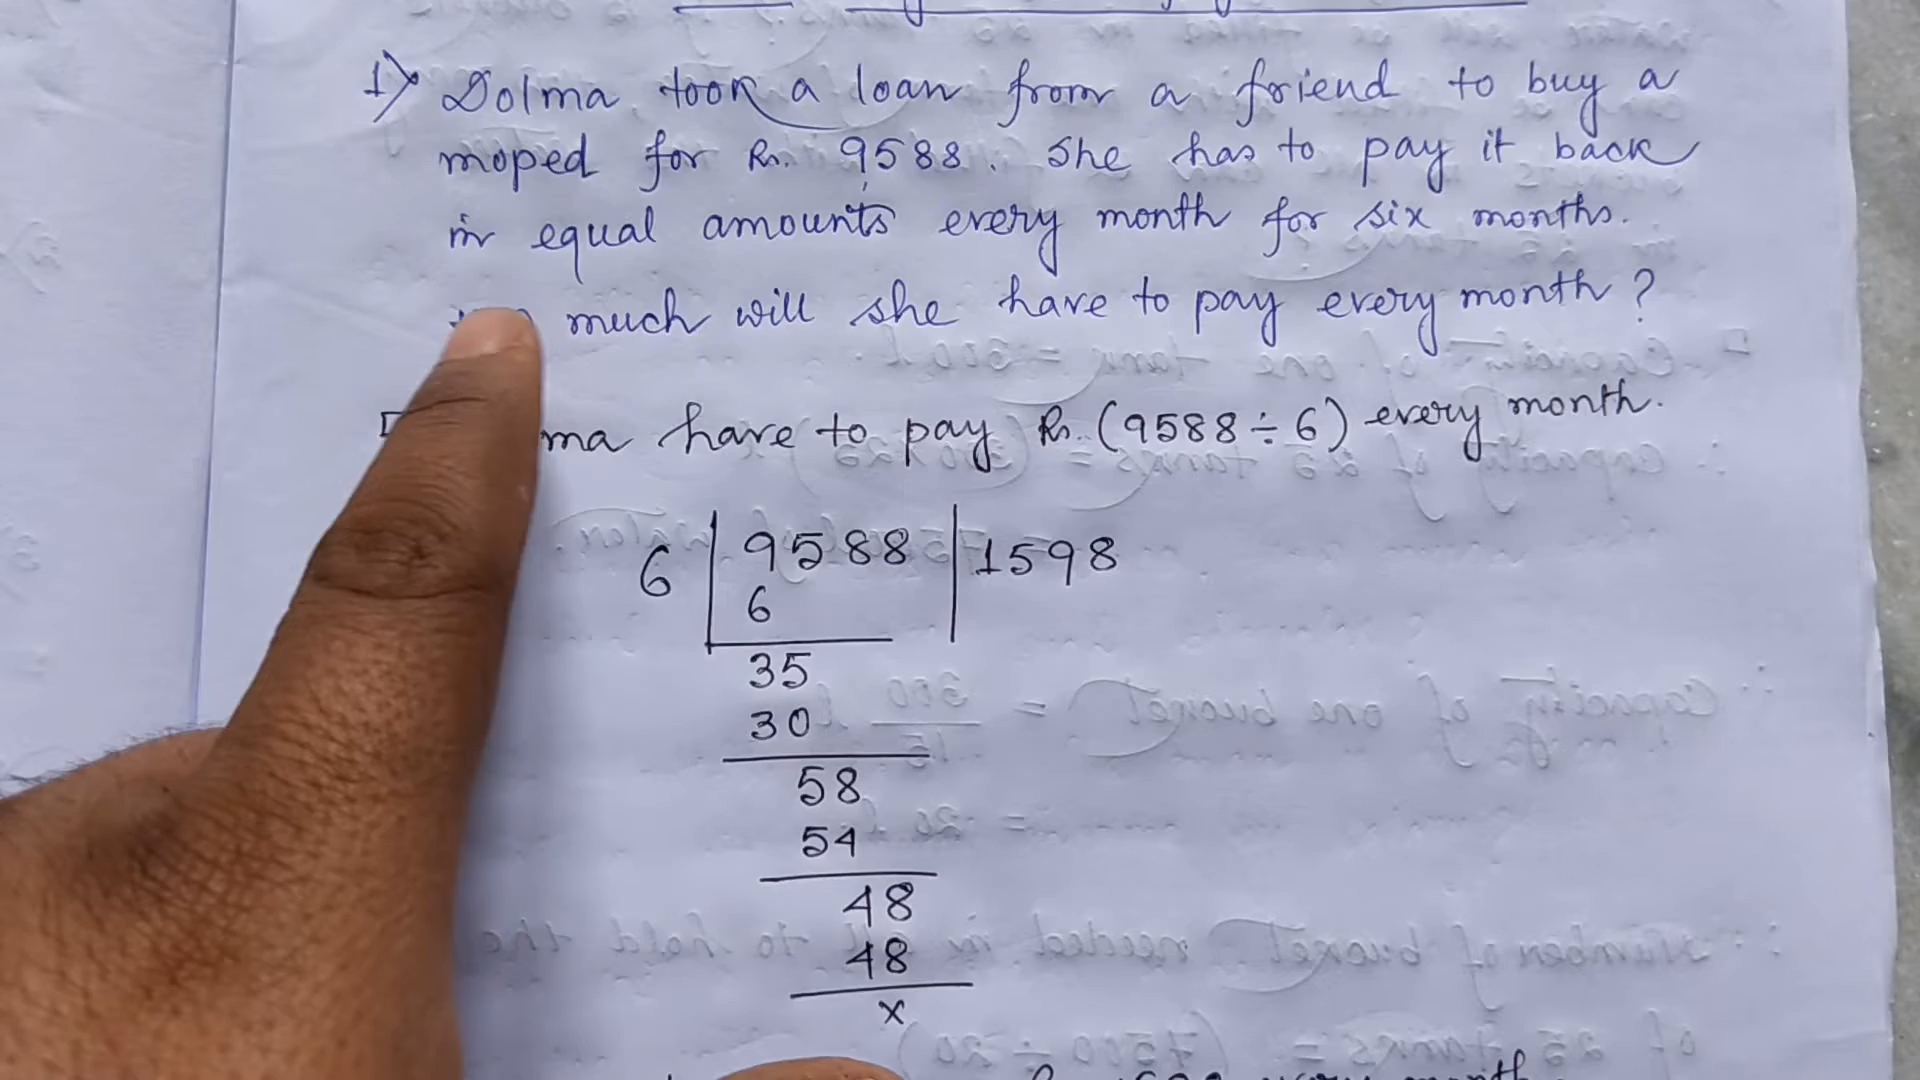 1) Dolma took a loan from a friend to buy a
moped for Rs. 9588. She has to pay it back
in equal amounts every month for six months.
much will she have to pay every month?
ma have to pay Rs. (9588 ÷ 6) every month.
6 9588 1598
6
35
30
58
54
48
48
x